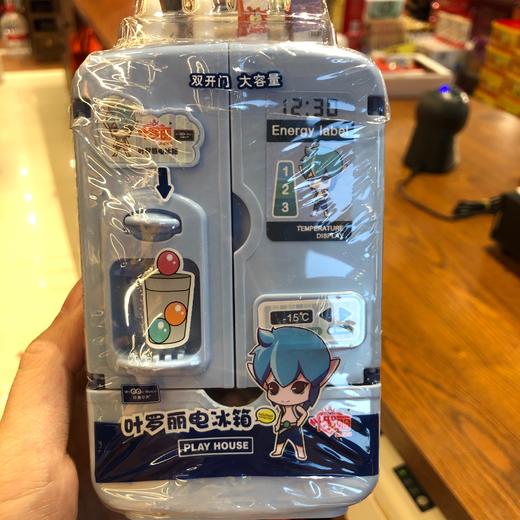 双开门 大容量
12:30
Energy label
1
2
3
TEMPERATURE
DISPLAY
-15℃
叶罗丽电冰箱
PLAY HOUSE